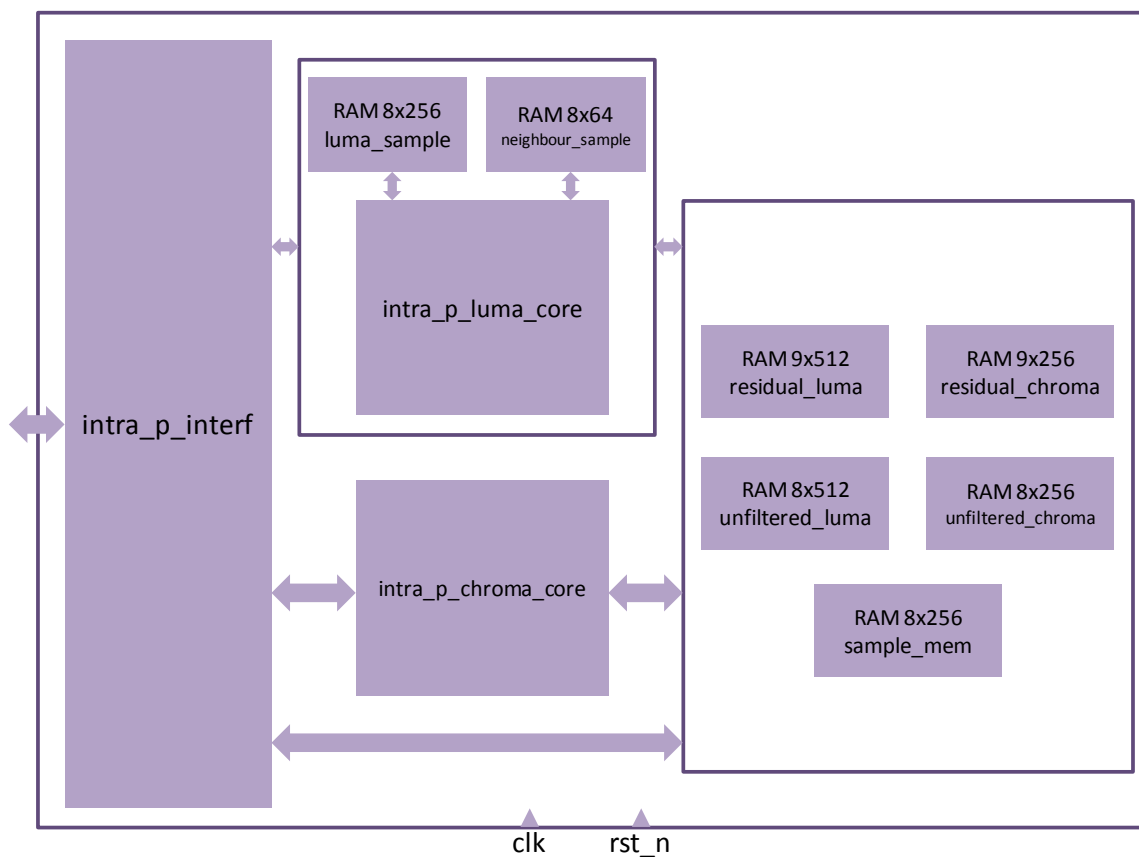 RAM 8x256
luma_sample
RAM 8x64
neighbour_sample
intra_p_luma_core
intra_p_interf
RAM 9x512
residual_luma
RAM 9x256
residual_chroma
RAM 8x512
unfiltered_luma
RAM 8x256
unfiltered_chroma
intra_p_chroma_core
RAM 8x256
sample_mem
clk
rst_n